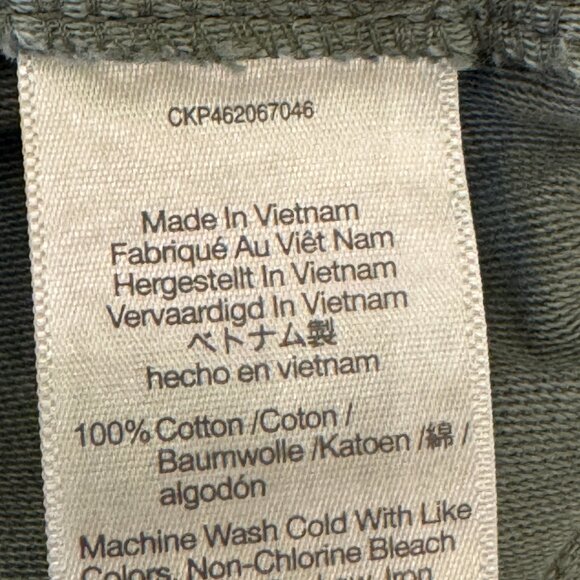 CKP462067046
Made In Vietnam
Fabriqué Au Viêt Nam
Hergestellt In Vietnam
Vervaardigd In Vietnam
ベトナム製
hecho en vietnam
100% Cotton /Coton /
Baumwolle /Katoen /綿 /
algodón
Machine Wash Cold With Like
Colors, Non-Chlorine Bleach
Iron